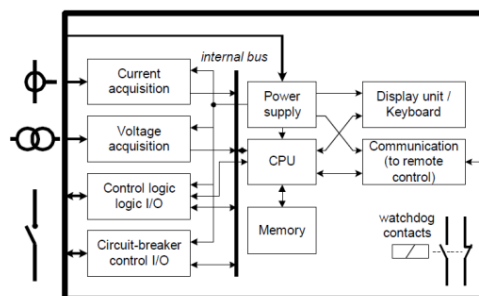 internal bus
Current
acquisition
Voltage
acquisition
Control logic
logic I/O
Circuit-breaker
control I/O
Power
supply
CPU
Memory
Display unit /
Keyboard
Communication
(to remote
control)
watchdog
contacts